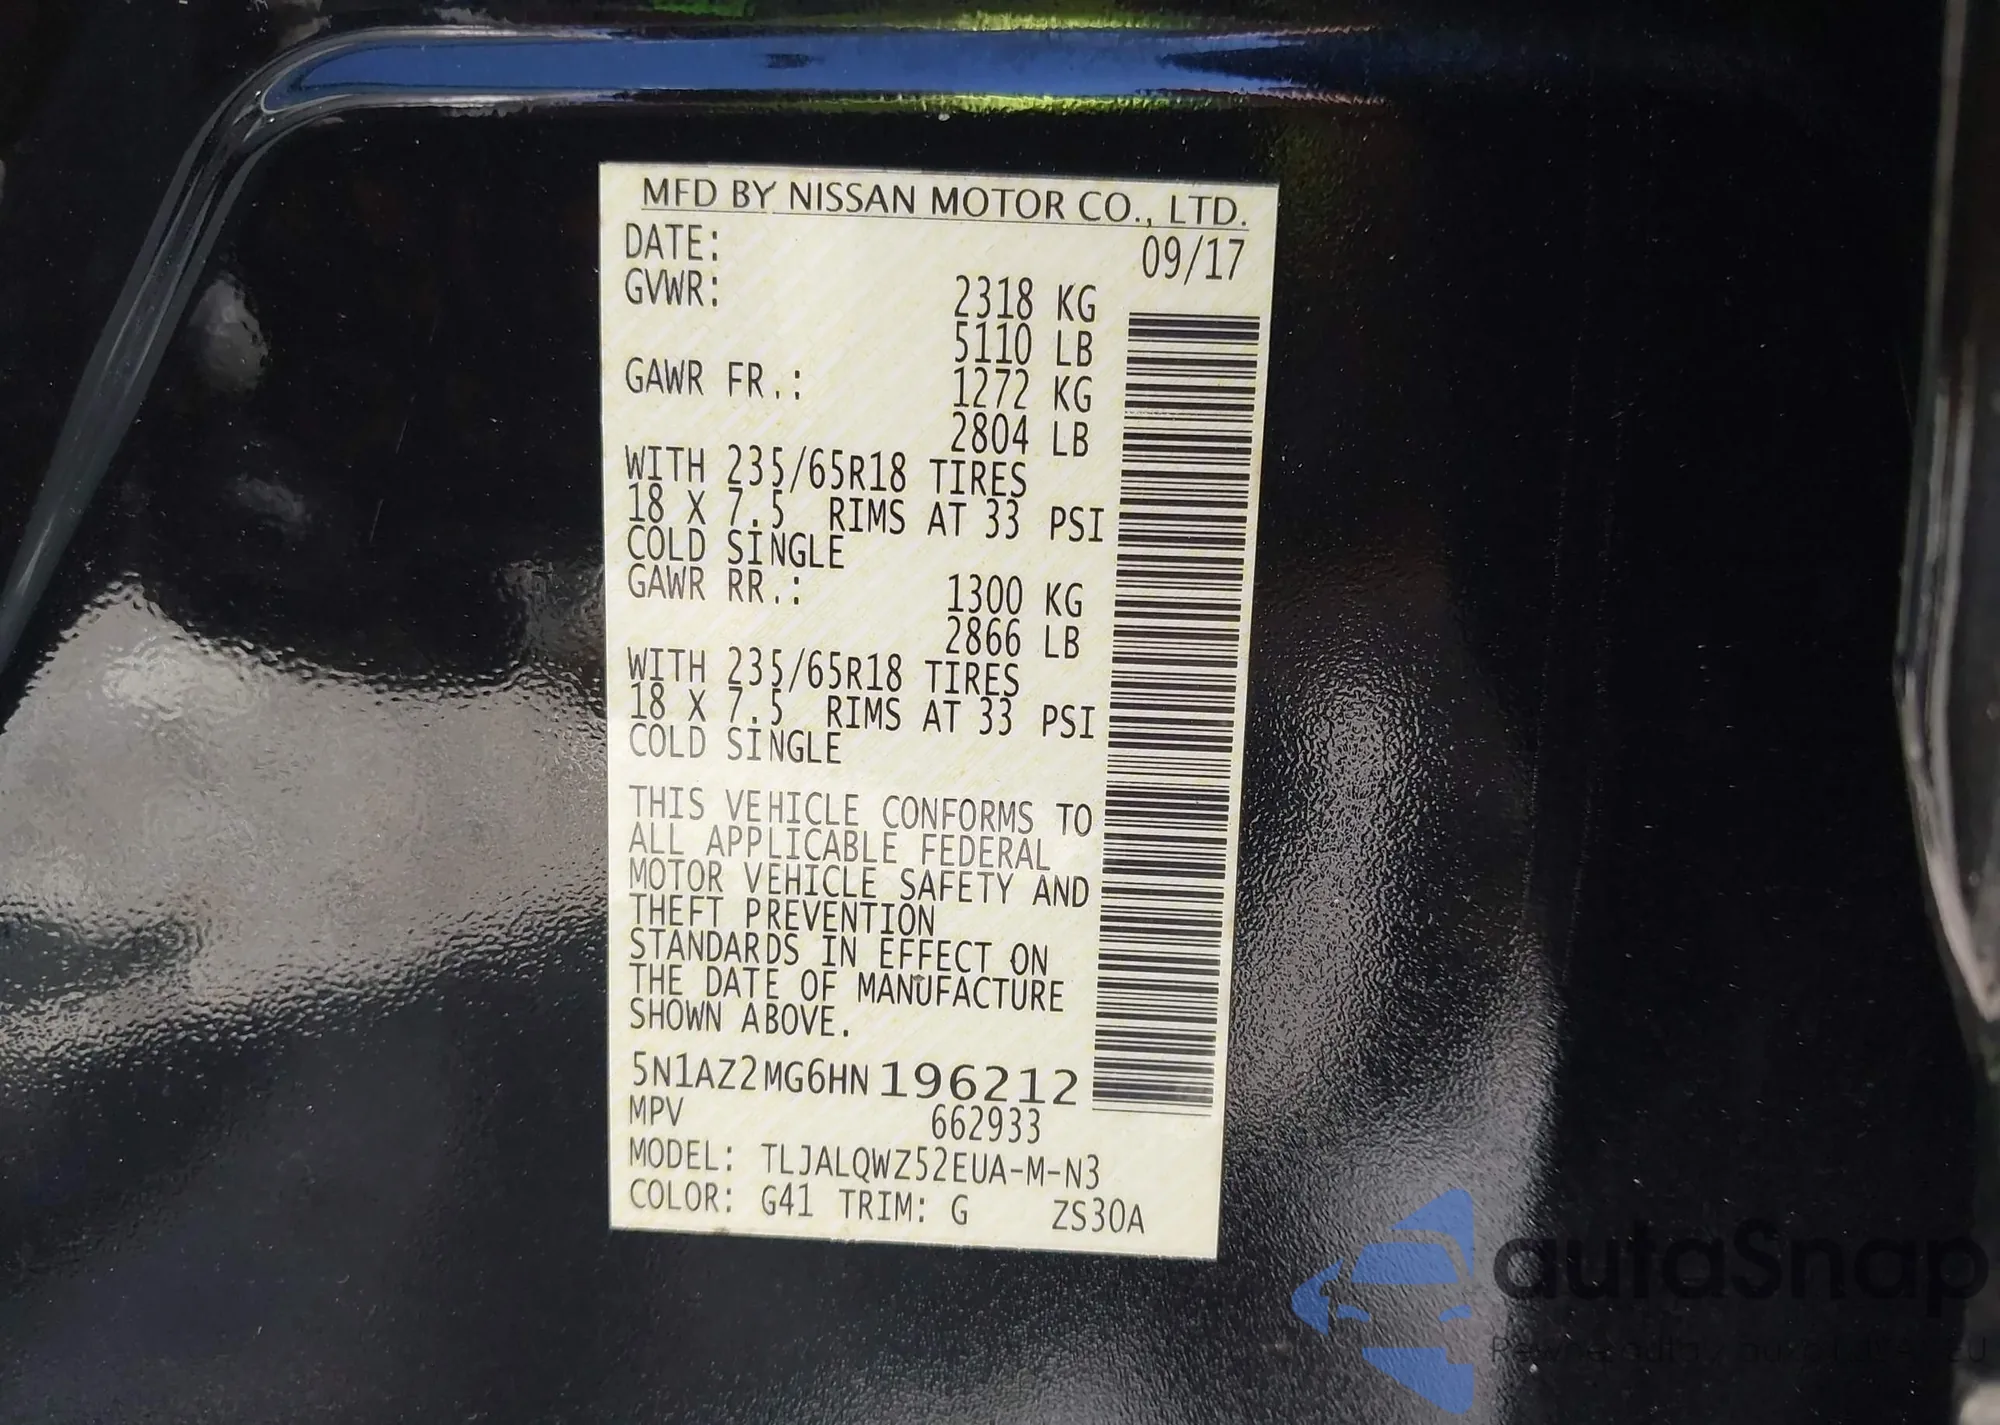 MFD BY NISSAN MOTOR CO., LTD.
DATE: 09/17
GVWR: 2318 KG
5110 LB
GAWR FR.: 1272 KG
2804 LB
WITH 235/65R18 TIRES
18 X 7.5 RIMS AT 33 PSI
COLD SINGLE
GAWR RR.: 1300 KG
2866 LB
WITH 235/65R18 TIRES
18 X 7.5 RIMS AT 33 PSI
COLD SINGLE
THIS VEHICLE CONFORMS TO
ALL APPLICABLE FEDERAL
MOTOR VEHICLE SAFETY AND
THEFT PREVENTION
STANDARDS IN EFFECT ON
THE DATE OF MANUFACTURE
SHOWN ABOVE.
5N1AZ2MG6HN196212
MPV 662933
MODEL: TLJALQWZ52EUA-M-N3
COLOR: G41 TRIM: G ZS30A
autaSnap